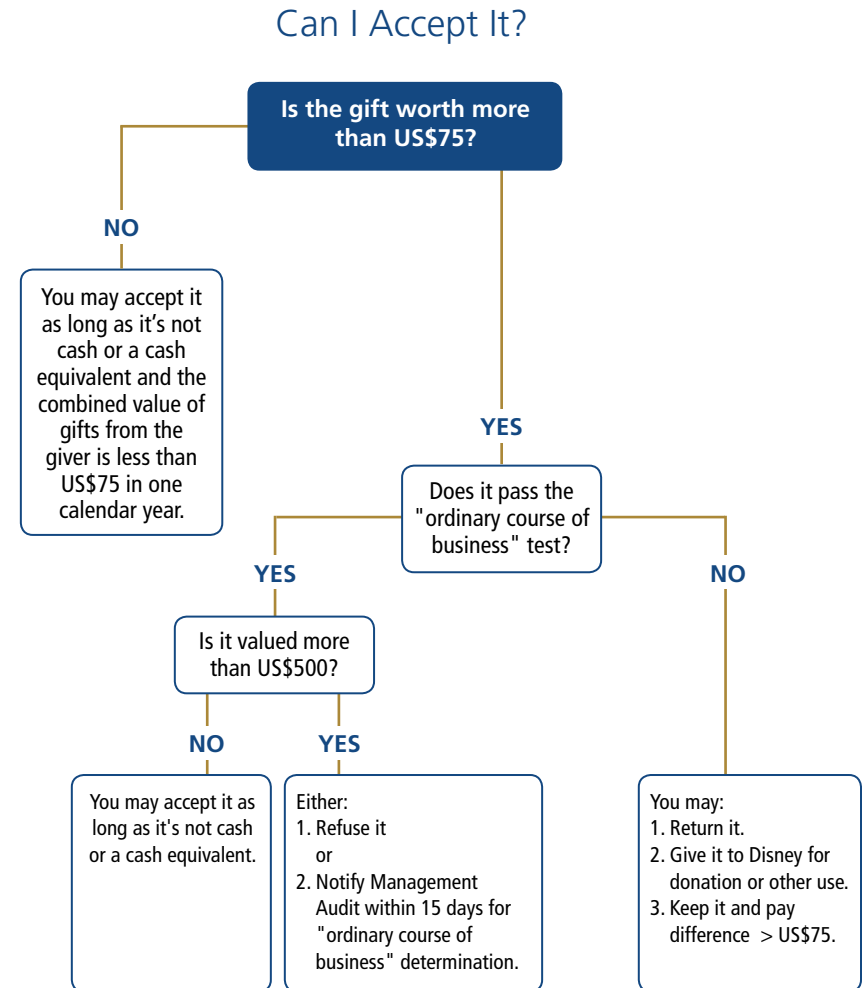 Can I Accept It?
Is the gift worth more
than US$75?
NO
You may accept it
as long as it’s not
cash or a cash
equivalent and the
combined value of
gifts from the
giver is less than
US$75 in one
calendar year.
YES
Does it pass the
"ordinary course of
business" test?
YES
NO
Is it valued more
than US$500?
NO
YES
You may accept it as
long as it's not cash
or a cash equivalent.
Either:
1. Refuse it
or
2. Notify Management
Audit within 15 days for
"ordinary course of
business" determination.
You may:
1. Return it.
2. Give it to Disney for
donation or other use.
3. Keep it and pay
difference > US$75.